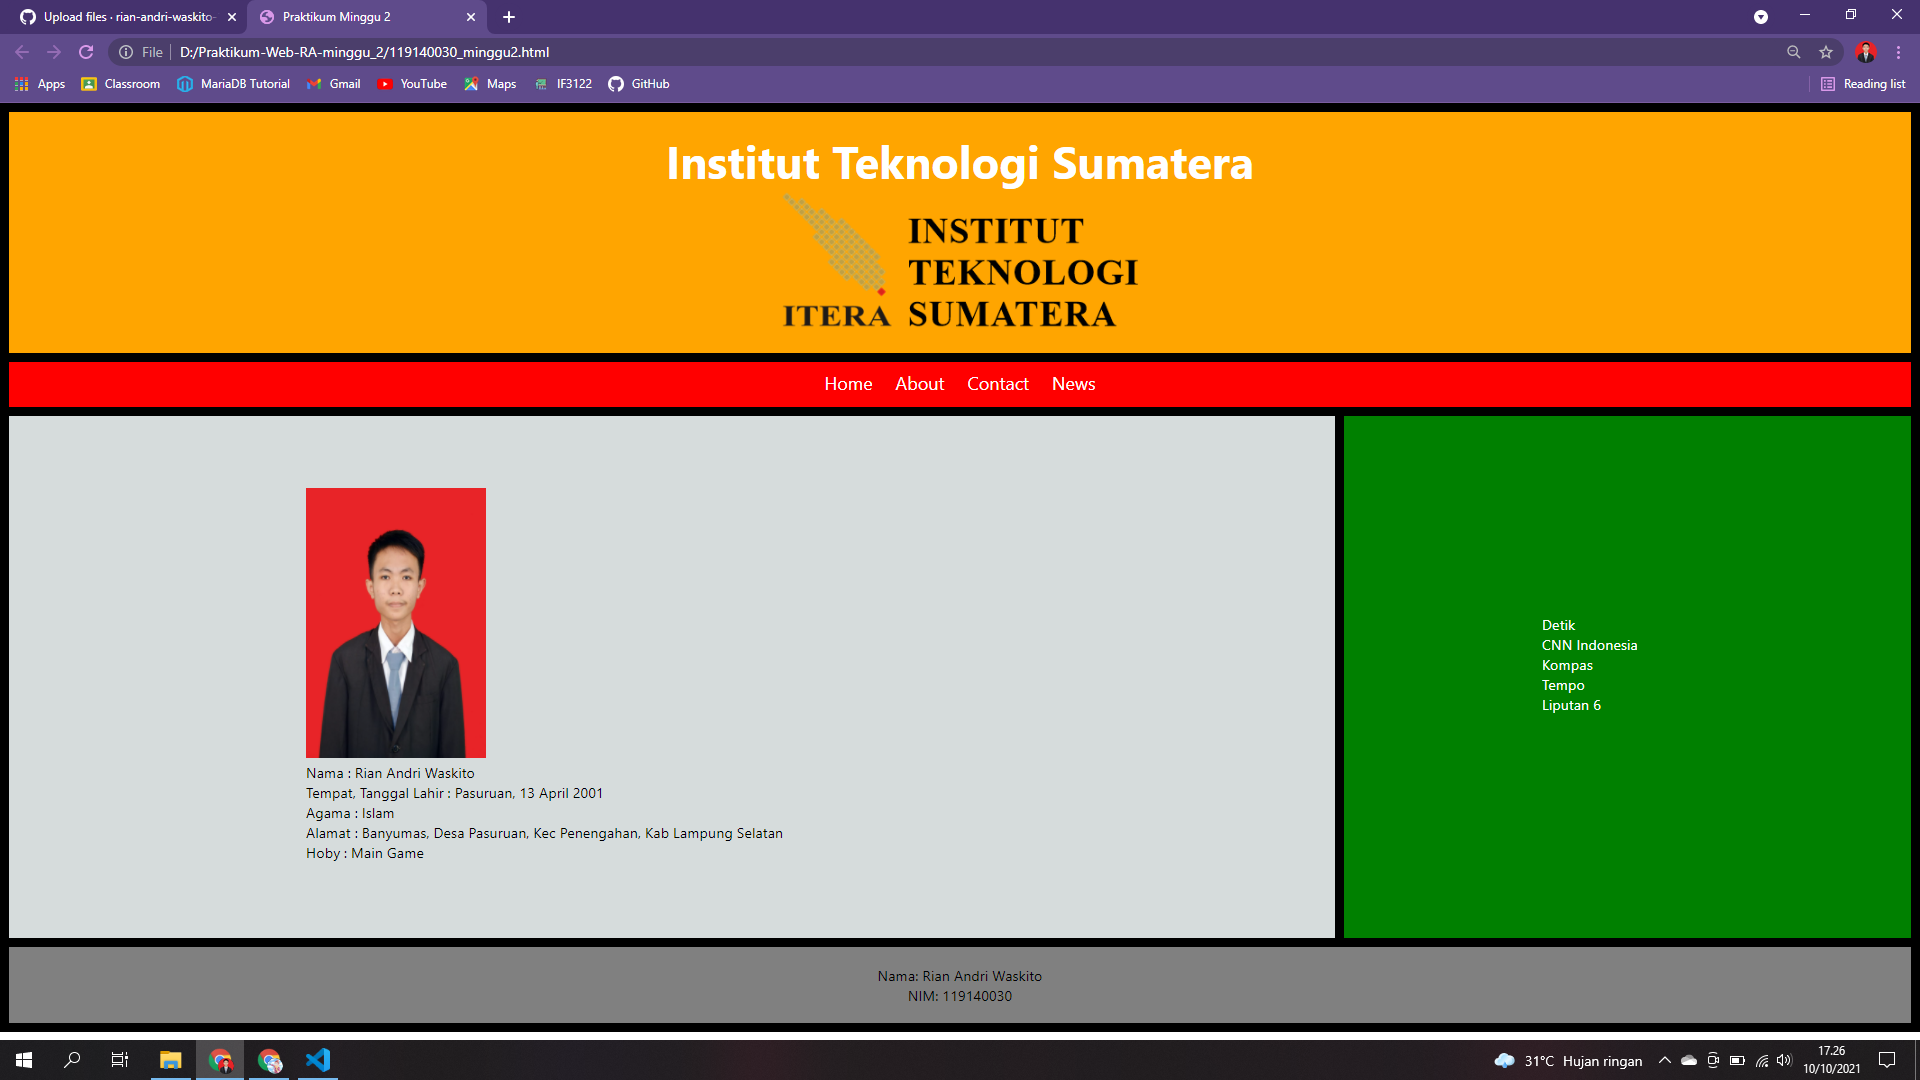 Upload files · rian-andri-waskito-
Praktikum Minggu 2
File
D:/Praktikum-Web-RA-minggu_2/119140030_minggu2.html
Apps
Classroom
MariaDB Tutorial
Gmail
YouTube
Maps
IF3122
GitHub
Reading list
Institut Teknologi Sumatera
ITERA
INSTITUT
TEKNOLOGI
SUMATERA
Home About Contact News
Nama : Rian Andri Waskito
Tempat, Tanggal Lahir : Pasuruan, 13 April 2001
Agama : Islam
Alamat : Banyumas, Desa Pasuruan, Kec Penengahan, Kab Lampung Selatan
Hoby : Main Game
Detik
CNN Indonesia
Kompas
Tempo
Liputan 6
Nama: Rian Andri Waskito
NIM: 119140030
31°C Hujan ringan
17.26
10/10/2021